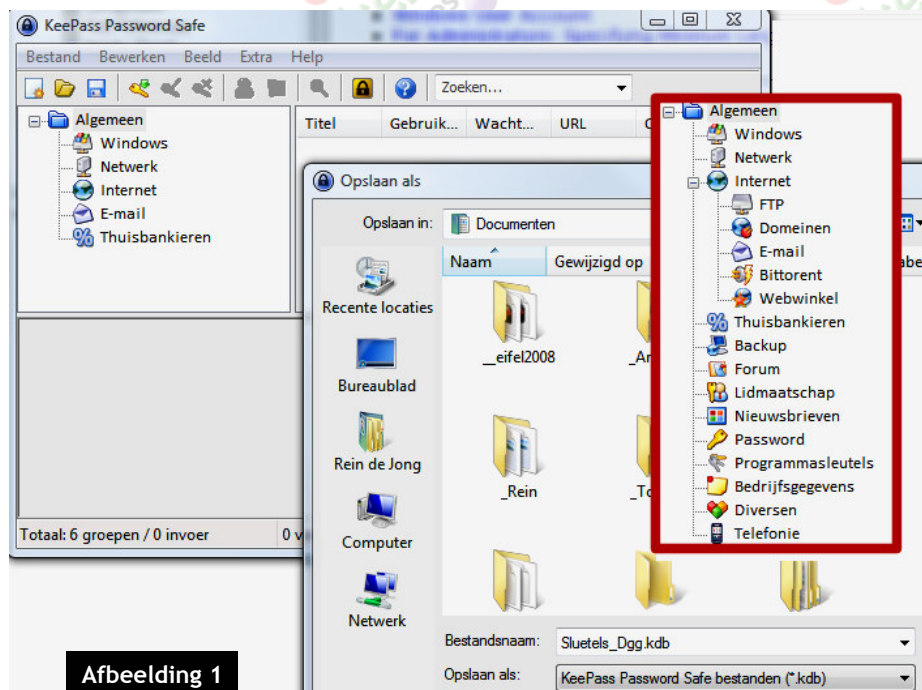 KeePass Password Safe
Bestand Bewerken Beeld Extra Help
Zoeken...
Algemeen
Windows
Netwerk
Internet
E-mail
Thuisbankieren
Titel Gebruik... Wacht... URL
Totaal: 6 groepen / 0 invoer
Opslaan als
Opslaan in: Documenten
Naam Gewijzigd op
Recente locaties
Bureaublad
Rein de Jong
Computer
Netwerk
__eifel2008
_Rein
Bestandsnaam: Sluetels_Dgg.kdb
Opslaan als: KeePass Password Safe bestanden (*.kdb)
Algemeen
Windows
Netwerk
Internet
FTP
Domeinen
E-mail
Bittorent
Webwinkel
Thuisbankieren
Backup
Forum
Lidmaatschap
Nieuwsbrieven
Password
Programmasleutels
Bedrijfsgegevens
Diversen
Telefonie
Afbeelding 1